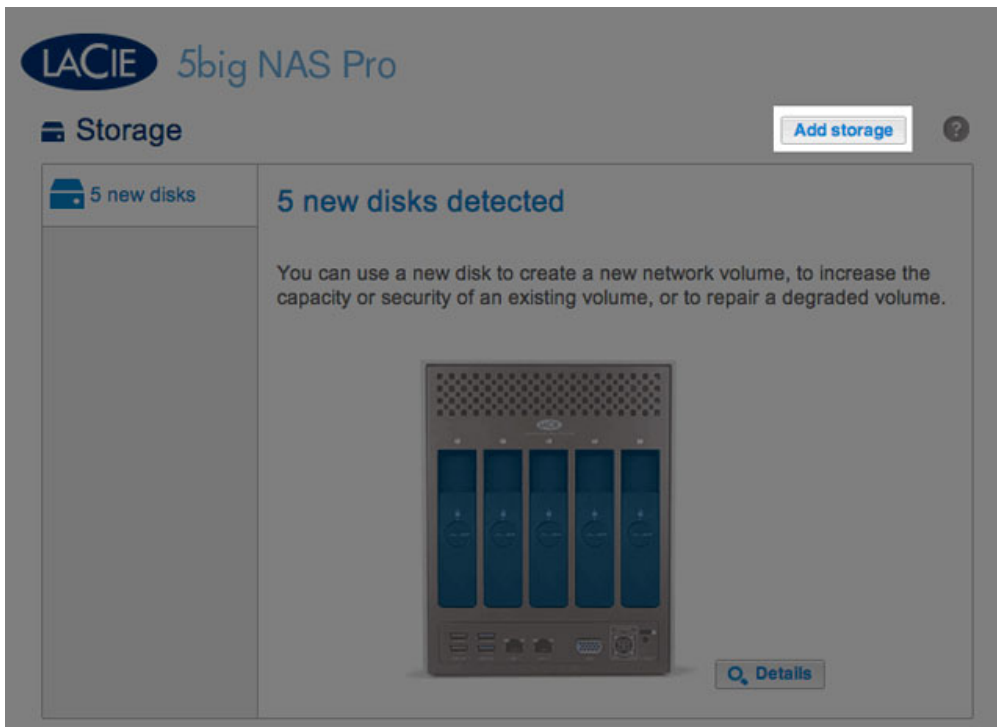 LACIE 5big NAS Pro
Storage
Add storage
?
5 new disks
5 new disks detected
You can use a new disk to create a new network volume, to increase the
capacity or security of an existing volume, or to repair a degraded volume.
Details